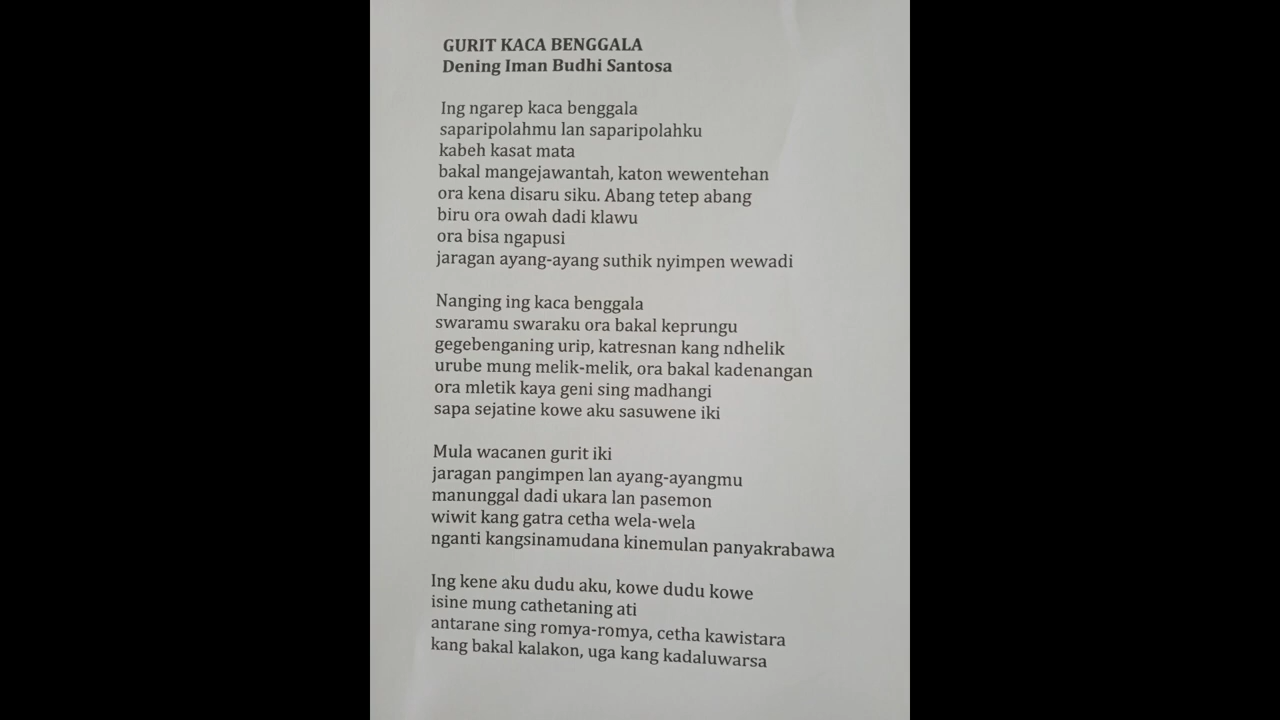 GURIT KACA BENGGALA
Dening Iman Budhi Santosa
Ing ngarep kaca benggala
saparipolahmu lan saparipolahku
kabeh kasat mata
bakal mangejawantah, katon wewentehan
ora kena disaru siku. Abang tetep abang
biru ora owah dadi klawu
ora bisa ngapusi
jaragan ayang-ayang suthik nyimpen wewadi
Nanging ing kaca benggala
swaramu swaraku ora bakal keprungu
gegebenganing urip, katresnan kang ndhelik
urube mung melik-melik, ora bakal kadenangan
ora mletik kaya geni sing madhangi
sapa sejatine kowe aku sasuwene iki
Mula wacanen gurit iki
jaragan pangimpen lan ayang-ayangmu
manunggal dadi ukara lan pasemon
wiwit kang gatra cetha wela-wela
nganti kangsinamudana kinemulan panyakrabawa
Ing kene aku dudu aku, kowe dudu kowe
isine mung cathetaning ati
antarane sing romya-romya, cetha kawistara
kang bakal kalakon, uga kang kadaluwarsa